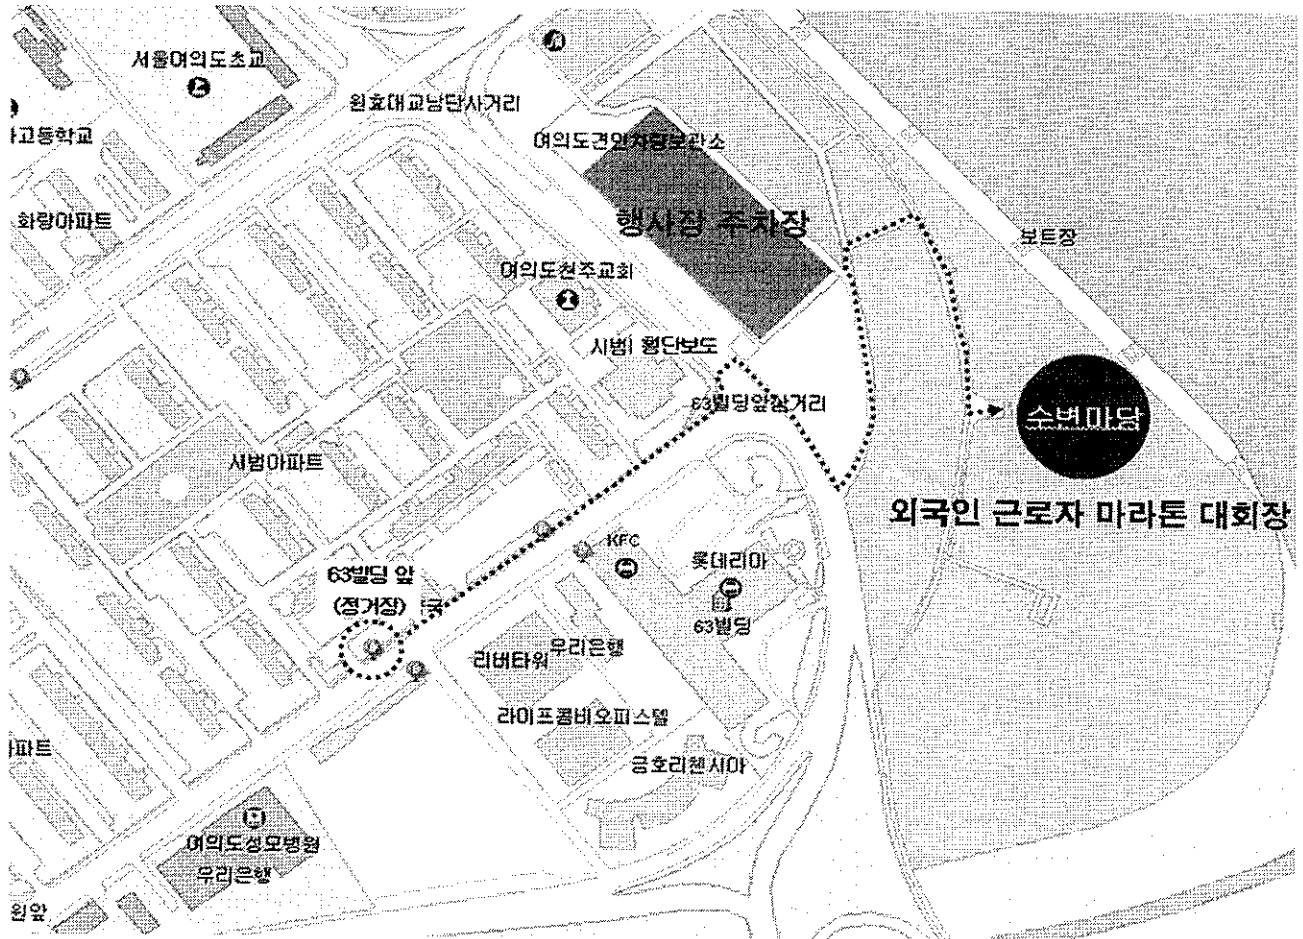 서울여의도초교
원효대교남단사거리
고등학교
여의도견인차량보관소
화랑아파트
행사장 주차장
보트장
여의도천주교회
시범 횡단보도
63빌딩앞삼거리
수변마당
시범아파트
외국인 근로자 마라톤 대회장
KFC
롯데리아
63빌딩 앞
(정거장)
63빌딩
우리은행
리버타워
라이프콤비오피스텔
파트
금호리첸시아
여의도성모병원
우리은행
원앞